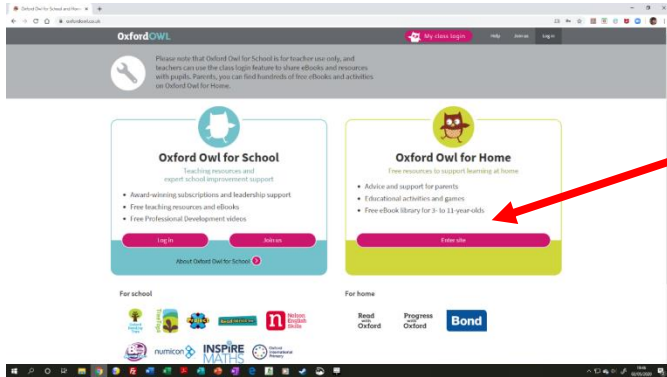 Oxford Owl for School and Hom
oxfordowl.co.uk
OxfordOWL
My class login
Help
Join us
Log in
Please note that Oxford Owl for School is for teacher use only, and
teachers can use the class login feature to share eBooks and resources
with pupils. Parents, you can find hundreds of free eBooks and activities
on Oxford Owl for Home.
Oxford Owl for School
Teaching resources and
expert school improvement support
• Award-winning subscriptions and leadership support
• Free teaching resources and eBooks
• Free Professional Development videos
Log in
Join us
About Oxford Owl for School
Oxford Owl for Home
Free resources to support learning at home
• Advice and support for parents
• Educational activities and games
• Free eBook library for 3- to 11-year-olds
Enter site
For school
Nelson
English
Skills
numicon
INSPIRE
MATHS
Oxford
International
Primary
For home
Read
with
Oxford
Progress
with
Oxford
Bond